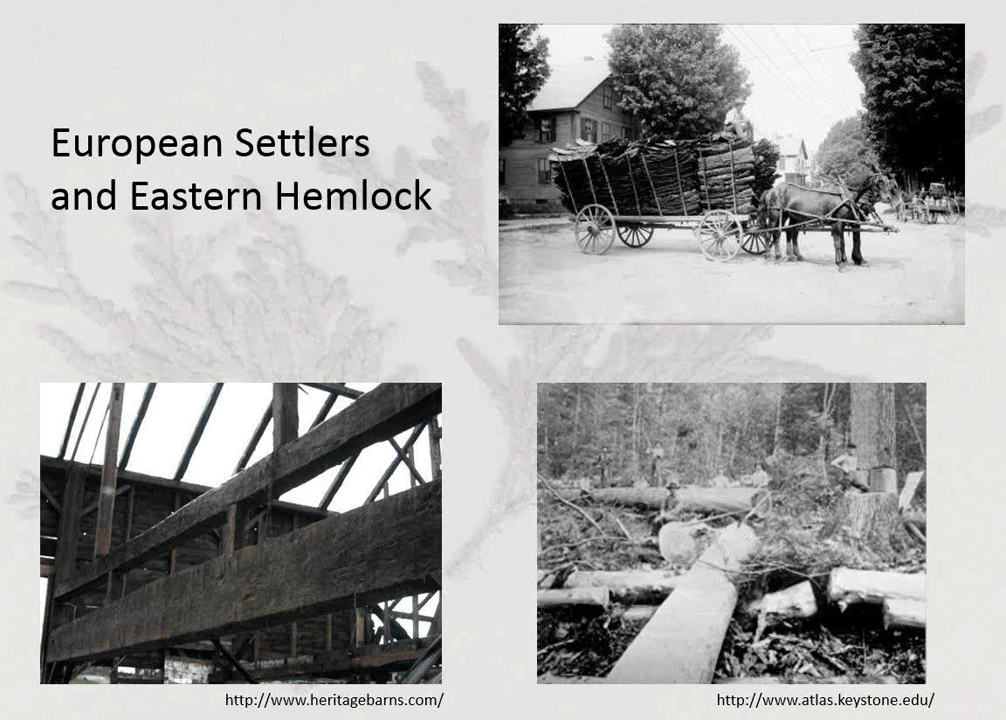 European Settlers
and Eastern Hemlock
http://www.heritagebarns.com/
http://www.atlas.keystone.edu/